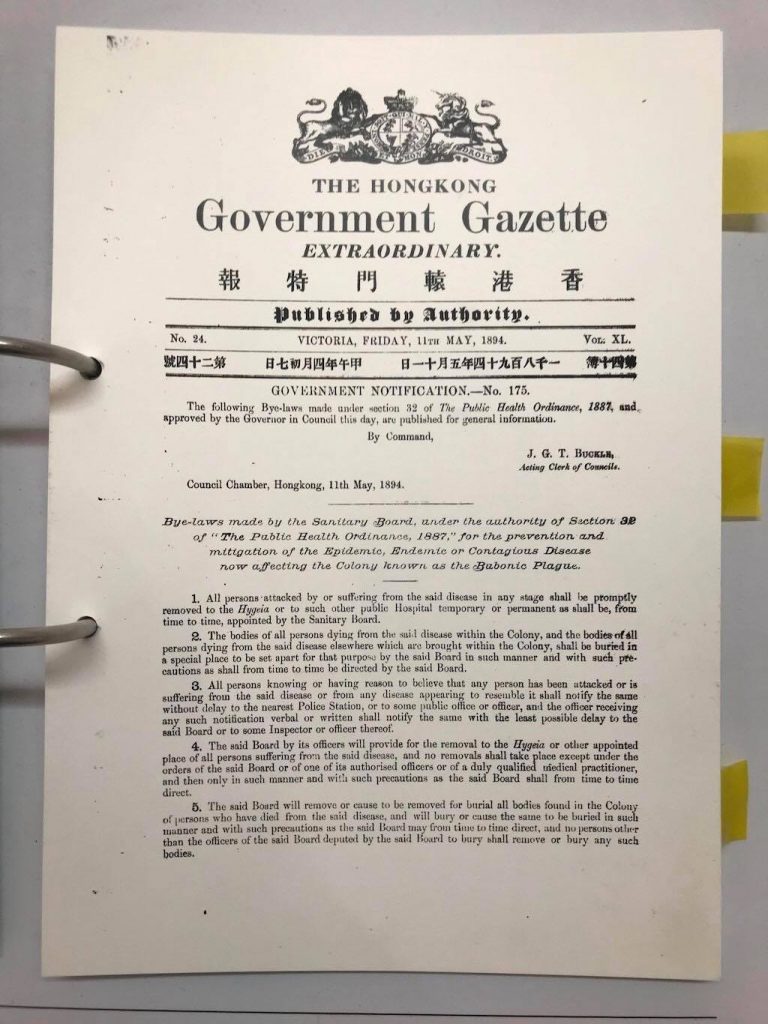 DIEU ET MON DROIT
THE HONGKONG
Government Gazette
EXTRAORDINARY.
報特門轅港香
Published by Authority.
No. 24. VICTORIA, FRIDAY, 11TH MAY, 1894. VOL. XL.
號四十二第 日七初月四年午甲 日一十月五年四十九百八千一 簿十四第
GOVERNMENT NOTIFICATION.—No. 175.
The following Bye-laws made under section 32 of The Public Health Ordinance, 1887, and
approved by the Governor in Council this day, are published for general information.
By Command,
J. G. T. BUCKLE,
Acting Clerk of Councils.
Council Chamber, Hongkong, 11th May, 1894.
Bye-laws made by the Sanitary Board, under the authority of Section 32
of "The Public Health Ordinance, 1887," for the prevention and
mitigation of the Epidemic, Endemic or Contagious Disease
now affecting the Colony known as the Bubonic Plague.
1. All persons attacked by or suffering from the said disease in any stage shall be promptly
removed to the Hygeia or to such other public Hospital temporary or permanent as shall be, from
time to time, appointed by the Sanitary Board.
2. The bodies of all persons dying from the said disease within the Colony, and the bodies of all
persons dying from the said disease elsewhere which are brought within the Colony, shall be buried in
a special place to be set apart for that purpose by the said Board in such manner and with such pre-
cautions as shall from time to time be directed by the said Board.
3. All persons knowing or having reason to believe that any person has been attacked or is
suffering from the said disease or from any disease appearing to resemble it shall notify the same
without delay to the nearest Police Station, or to some public office or officer, and the officer receiving
any such notification verbal or written shall notify the same with the least possible delay to the
said Board or to some Inspector or officer thereof.
4. The said Board by its officers will provide for the removal to the Hygeia or other appointed
place of all persons suffering from the said disease, and no removals shall take place except under the
orders of the said Board or of one of its authorised officers or of a duly qualified medical practitioner,
and then only in such manner and with such precautions as the said Board shall from time to time
direct.
5. The said Board will remove or cause to be removed for burial all bodies found in the Colony
of persons who have died from the said disease, and will bury or cause the same to be buried in such
manner and with such precautions as the said Board may from time to time direct, and no persons other
than the officers of the said Board deputed by the said Board to bury shall remove or bury any such
bodies.